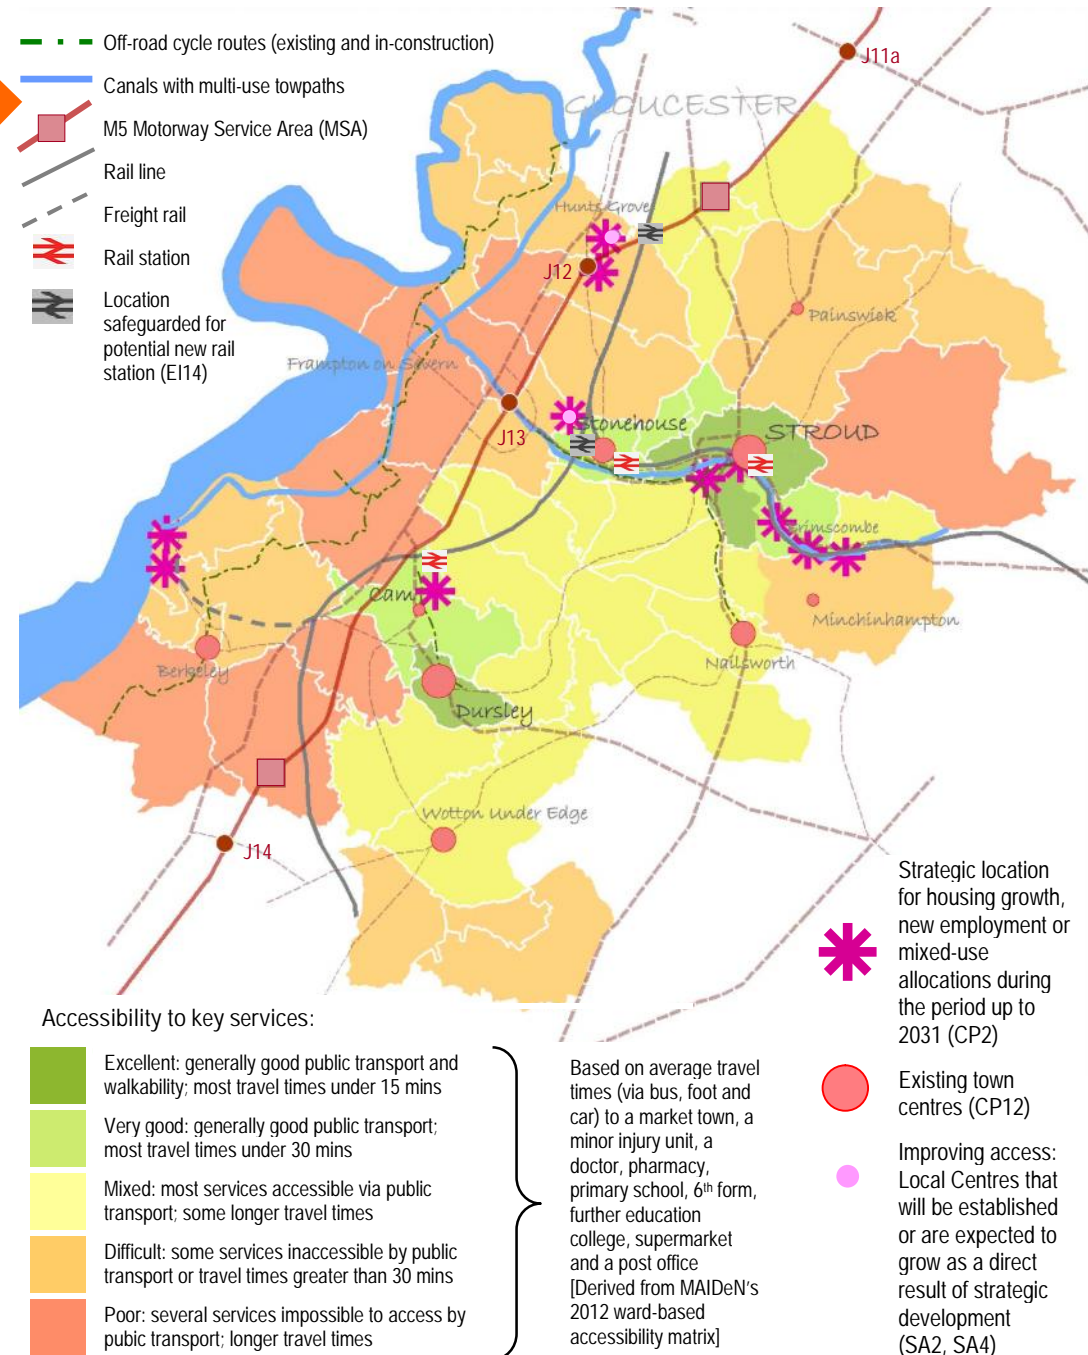 Off-road cycle routes (existing and in-construction)
Canals with multi-use towpaths
M5 Motorway Service Area (MSA)
Rail line
Freight rail
Rail station
Location
safeguarded for
potential new rail
station (EI14)
J11a
GLOUCESTER
Hunts Grove
J12
Painswick
Frampton on Severn
J13
Stonehouse
STROUD
Brimscombe
Cam
Minchinhampton
Nailsworth
Berkeley
Dursley
Wotton Under Edge
J14
Strategic location
for housing growth,
new employment or
mixed-use
allocations during
the period up to
2031 (CP2)
Existing town
centres (CP12)
Improving access:
Local Centres that
will be established
or are expected to
grow as a direct
result of strategic
development
(SA2, SA4)
Accessibility to key services:
Excellent: generally good public transport and
walkability; most travel times under 15 mins
Very good: generally good public transport;
most travel times under 30 mins
Mixed: most services accessible via public
transport; some longer travel times
Difficult: some services inaccessible by public
transport or travel times greater than 30 mins
Poor: several services impossible to access by
pubic transport; longer travel times
Based on average travel
times (via bus, foot and
car) to a market town, a
minor injury unit, a
doctor, pharmacy,
primary school, 6th form,
further education
college, supermarket
and a post office
[Derived from MAIDeN's
2012 ward-based
accessibility matrix]